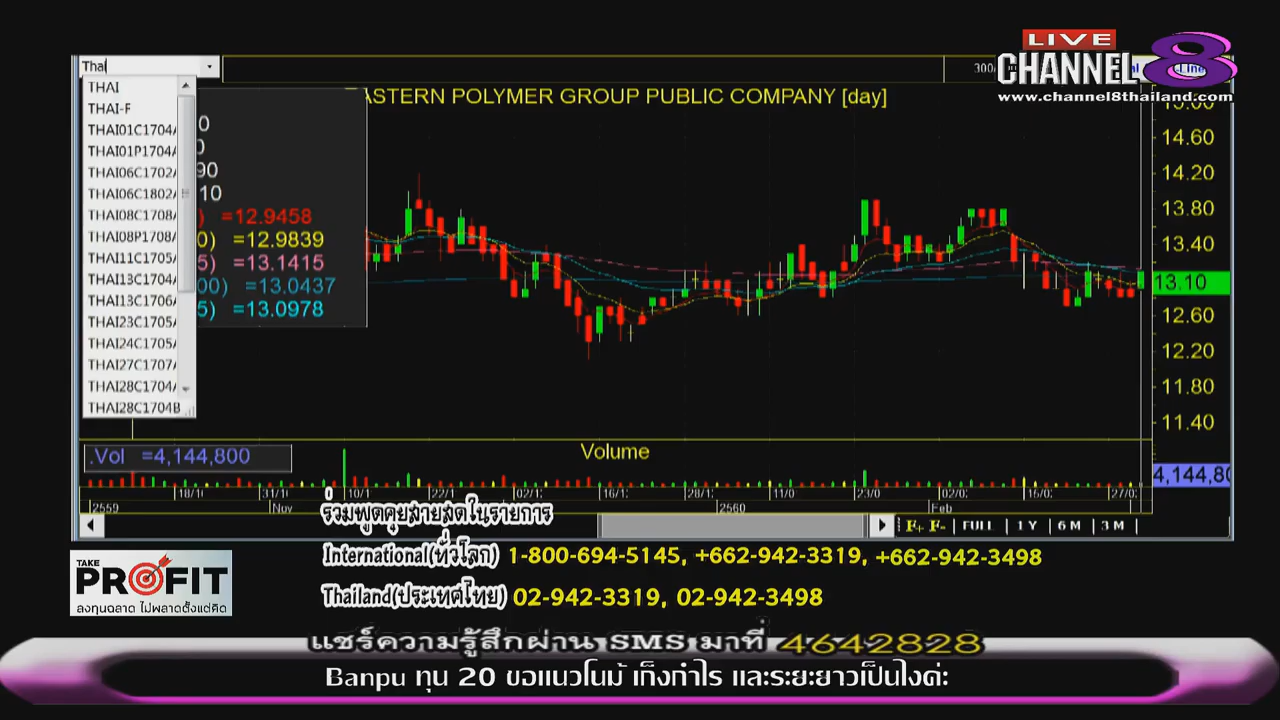 Thai
THAI
THAI-F
THAI01C1704A
THAI01P1704A
THAI06C1702A
THAI06C1802A
THAI08C1708A
THAI08P1708A
THAI11C1705A
THAI13C1704A
THAI13C1706A
THAI23C1705A
THAI24C1705A
THAI27C1707A
THAI28C1704A
THAI28C1704B
LIVE
CHANNEL 8
www.channel8thailand.com
ASTERN POLYMER GROUP PUBLIC COMPANY [day]
0
0
90
10
) =12.9458
0) =12.9839
5) =13.1415
00) =13.0437
5) =13.0978
15.00
14.60
14.20
13.80
13.40
13.10
12.60
12.20
11.80
11.40
.Vol =4,144,800
Volume
4,144,80
18/1 31/1 10/1 22/1 02/1 16/1 28/1 11/0 23/0 02/0 16/0 27/0
2559 Nov 2560 Feb
F+ F- FULL 1 Y 6 M 3 M
ร่วมพูดคุยสายสดในรายการ
International(ทั่วโลก) 1-800-694-5145, +662-942-3319, +662-942-3498
Thailand(ประเทศไทย) 02-942-3319, 02-942-3498
TAKE
PROFIT
ลงทุนฉลาด ไม่พลาดตั้งแต่คิด
แชร์ความรู้สึกผ่าน SMS มาที่ 4642828
Banpu ทุน 20 ขอแนวโน้ม เก็งกำไร และระยะยาวเป็นไงค่ะ